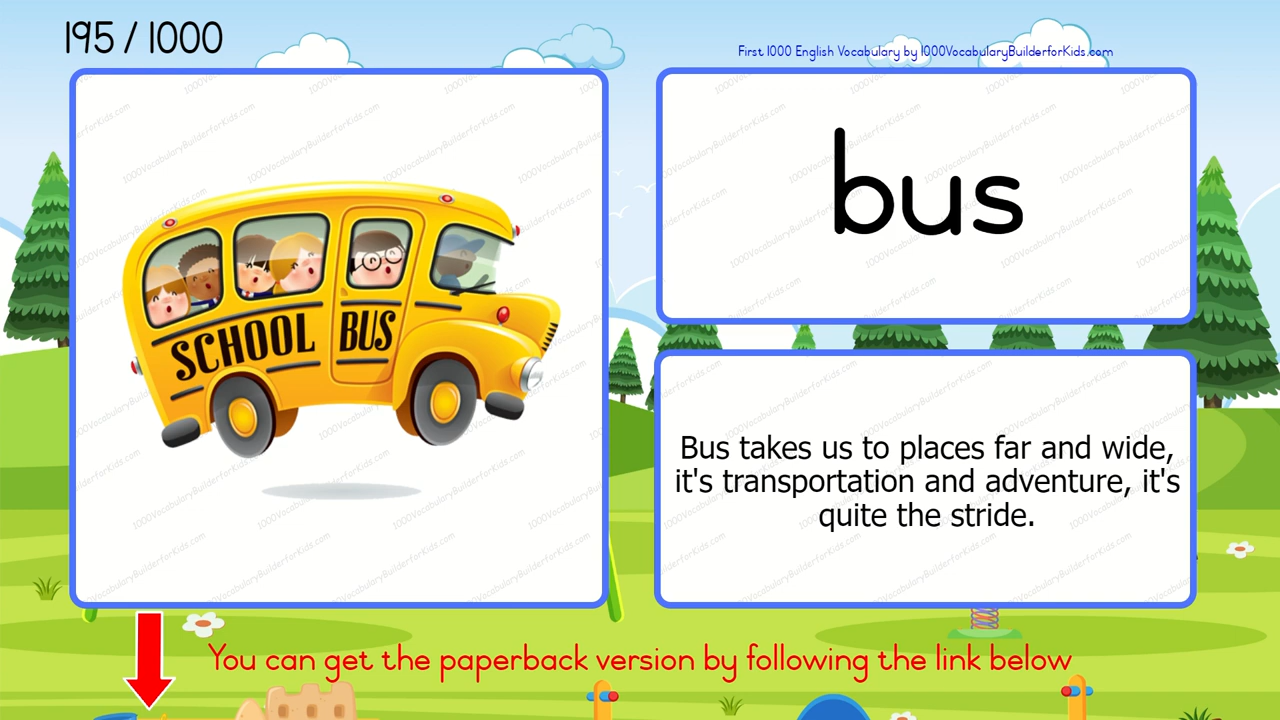 195 / 1000
First 1000 English Vocabulary by 1000VocabularyBuilderforKids.com
SCHOOL BUS
bus
Bus takes us to places far and wide,
it's transportation and adventure, it's
quite the stride.
You can get the paperback version by following the link below
1000VocabularyBuilderforKids.com